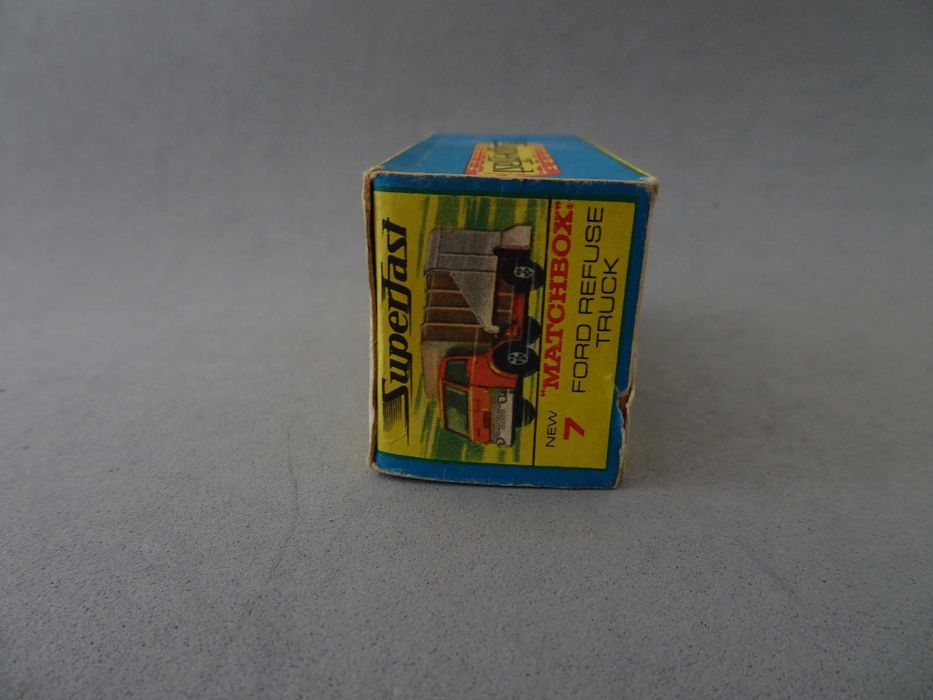 SuperFast
NEW "MATCHBOX"®
7 FORD REFUSE
TRUCK